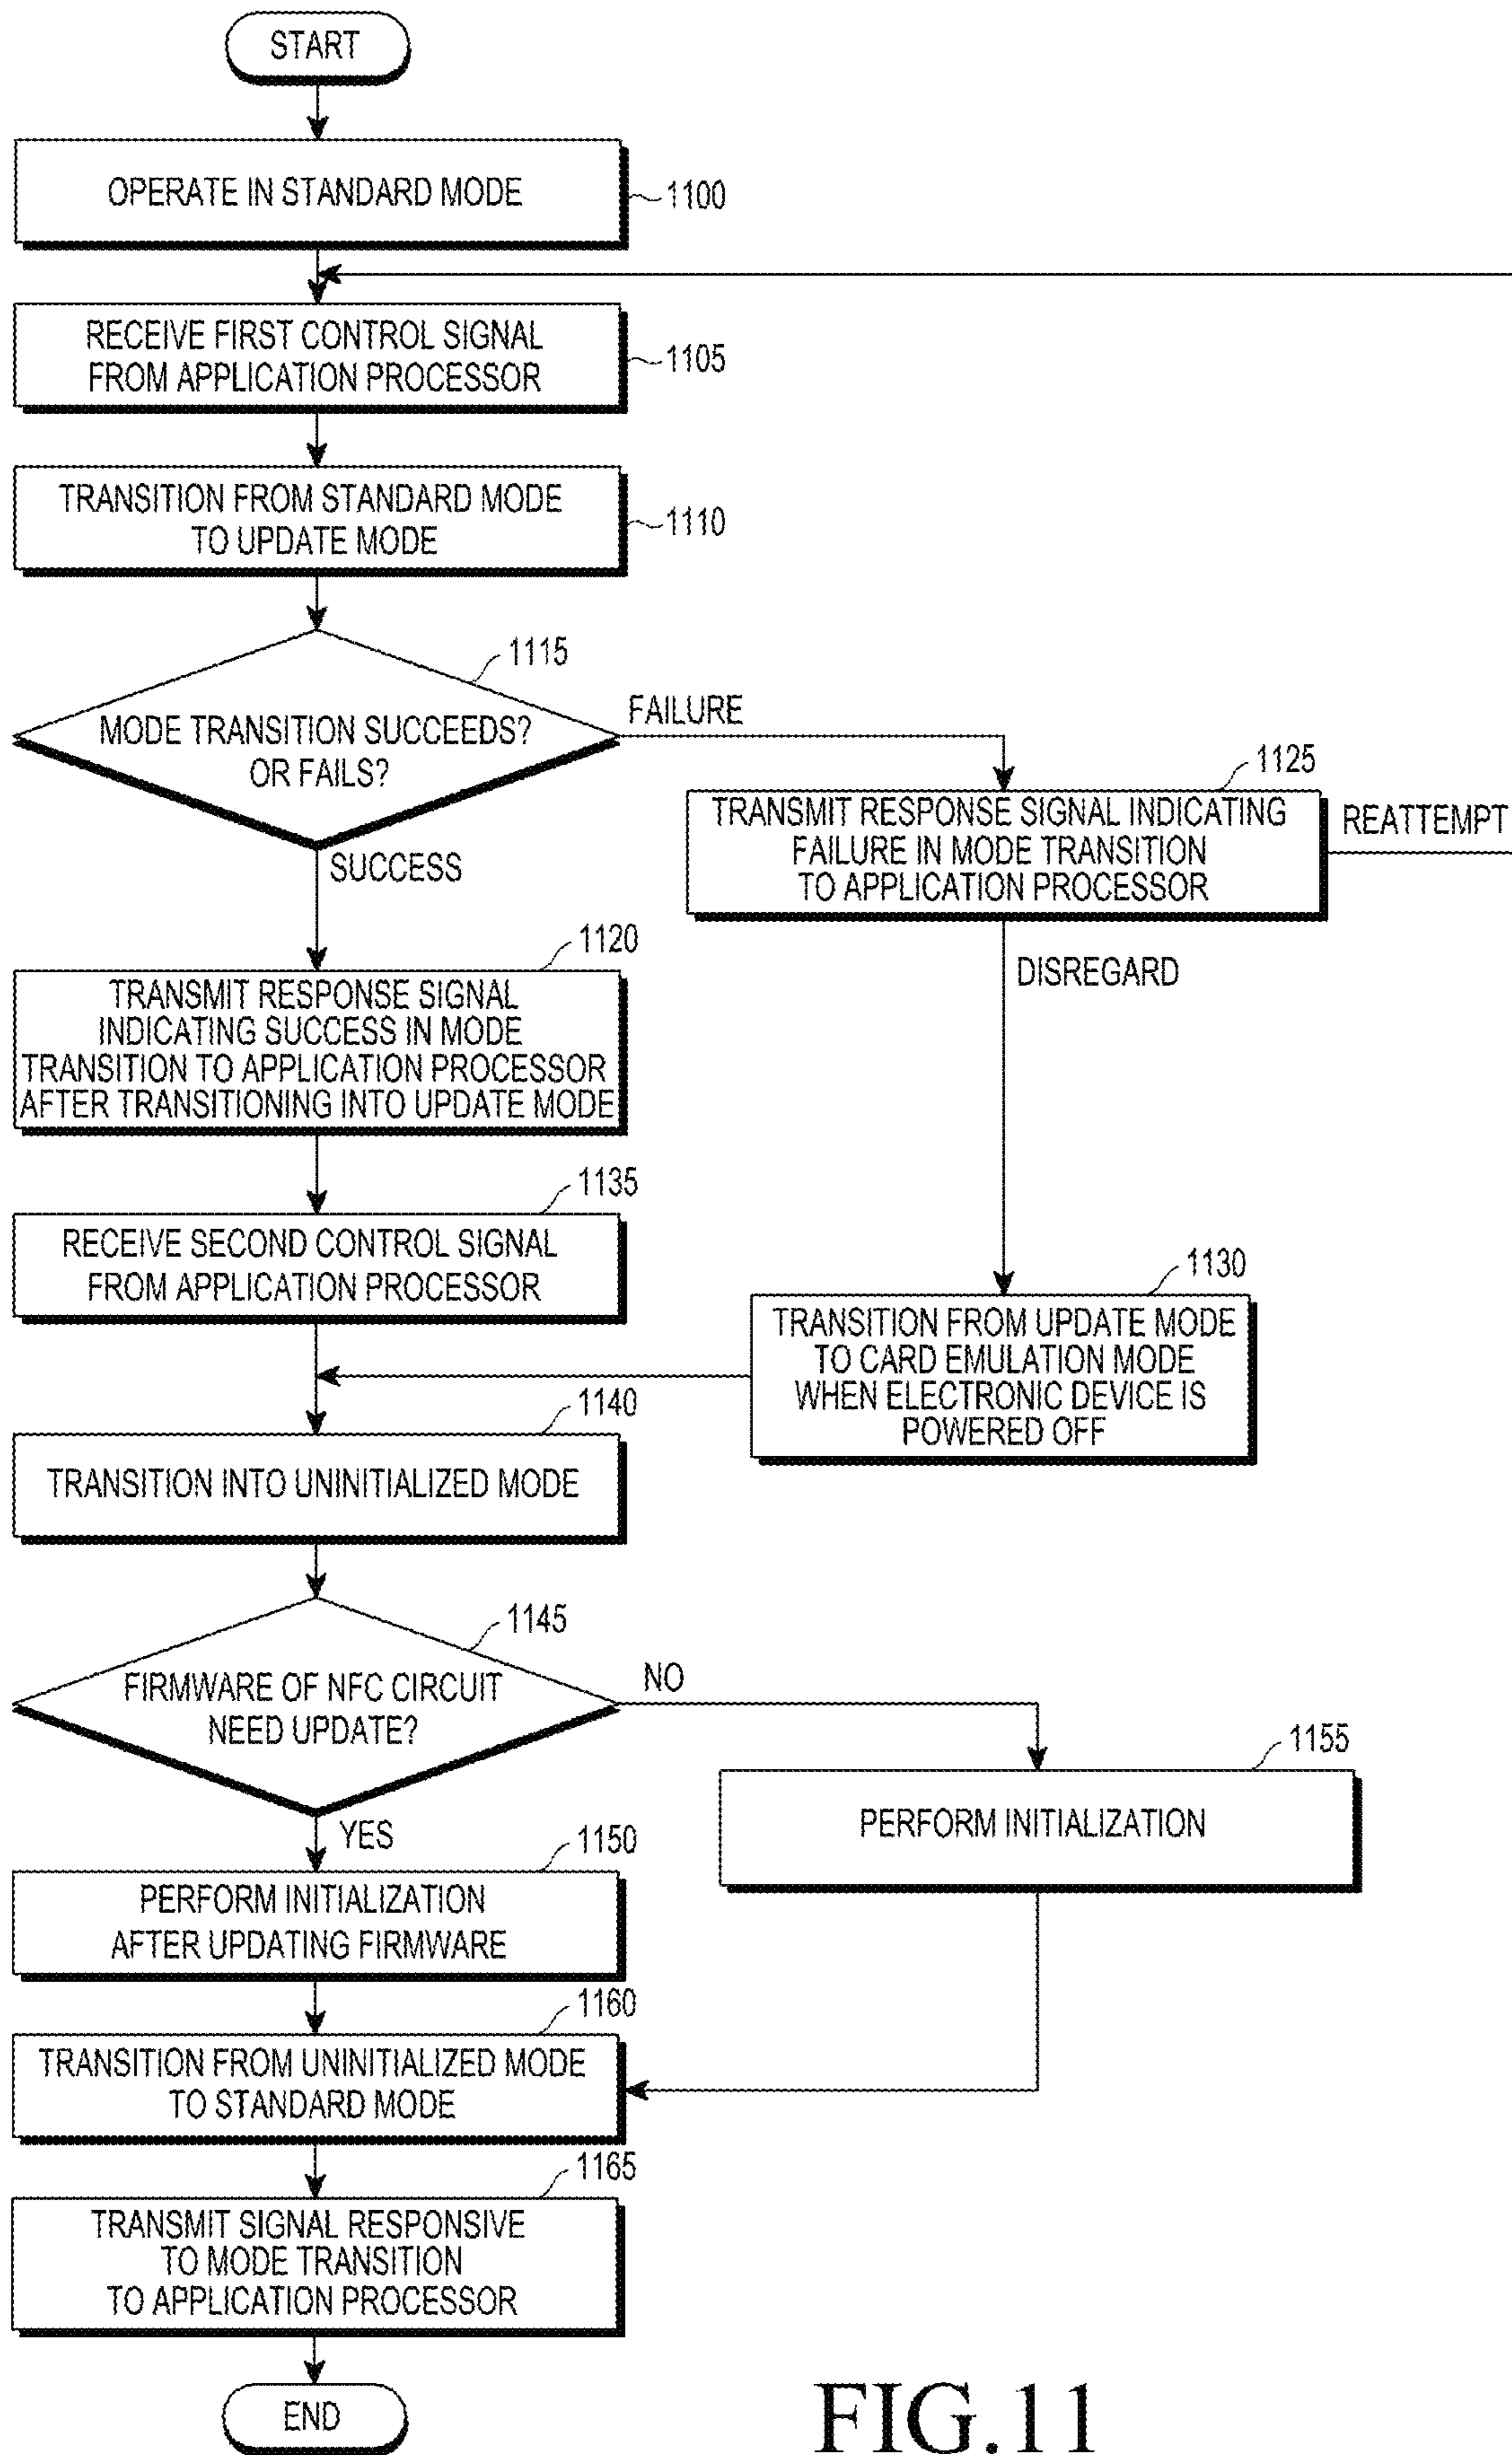 START
OPERATE IN STANDARD MODE
1100
RECEIVE FIRST CONTROL SIGNAL
FROM APPLICATION PROCESSOR
1105
TRANSITION FROM STANDARD MODE
TO UPDATE MODE
1110
1115
MODE TRANSITION SUCCEEDS?
OR FAILS?
FAILURE
SUCCESS
1125
TRANSMIT RESPONSE SIGNAL INDICATING
FAILURE IN MODE TRANSITION
TO APPLICATION PROCESSOR
REATTEMPT
DISREGARD
1120
TRANSMIT RESPONSE SIGNAL
INDICATING SUCCESS IN MODE
TRANSITION TO APPLICATION PROCESSOR
AFTER TRANSITIONING INTO UPDATE MODE
1135
RECEIVE SECOND CONTROL SIGNAL
FROM APPLICATION PROCESSOR
1130
TRANSITION FROM UPDATE MODE
TO CARD EMULATION MODE
WHEN ELECTRONIC DEVICE IS
POWERED OFF
1140
TRANSITION INTO UNINITIALIZED MODE
1145
FIRMWARE OF NFC CIRCUIT
NEED UPDATE?
NO
YES
1155
PERFORM INITIALIZATION
1150
PERFORM INITIALIZATION
AFTER UPDATING FIRMWARE
1160
TRANSITION FROM UNINITIALIZED MODE
TO STANDARD MODE
1165
TRANSMIT SIGNAL RESPONSIVE
TO MODE TRANSITION
TO APPLICATION PROCESSOR
END
FIG.11